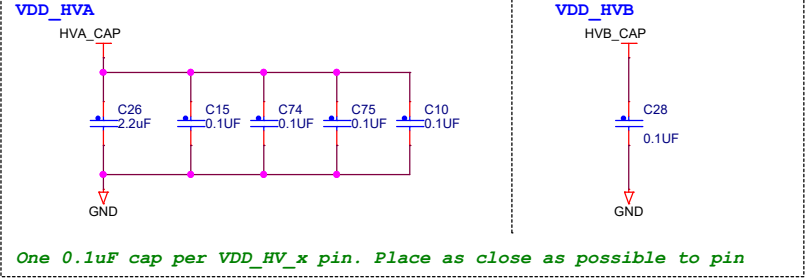 VDD_HVA
VDD_HVB
HVA_CAP
HVB_CAP
C26
2.2uF
C15
0.1UF
C74
0.1UF
C75
0.1UF
C10
0.1UF
C28
0.1UF
GND
GND
One 0.1uF cap per VDD_HV_x pin. Place as close as possible to pin